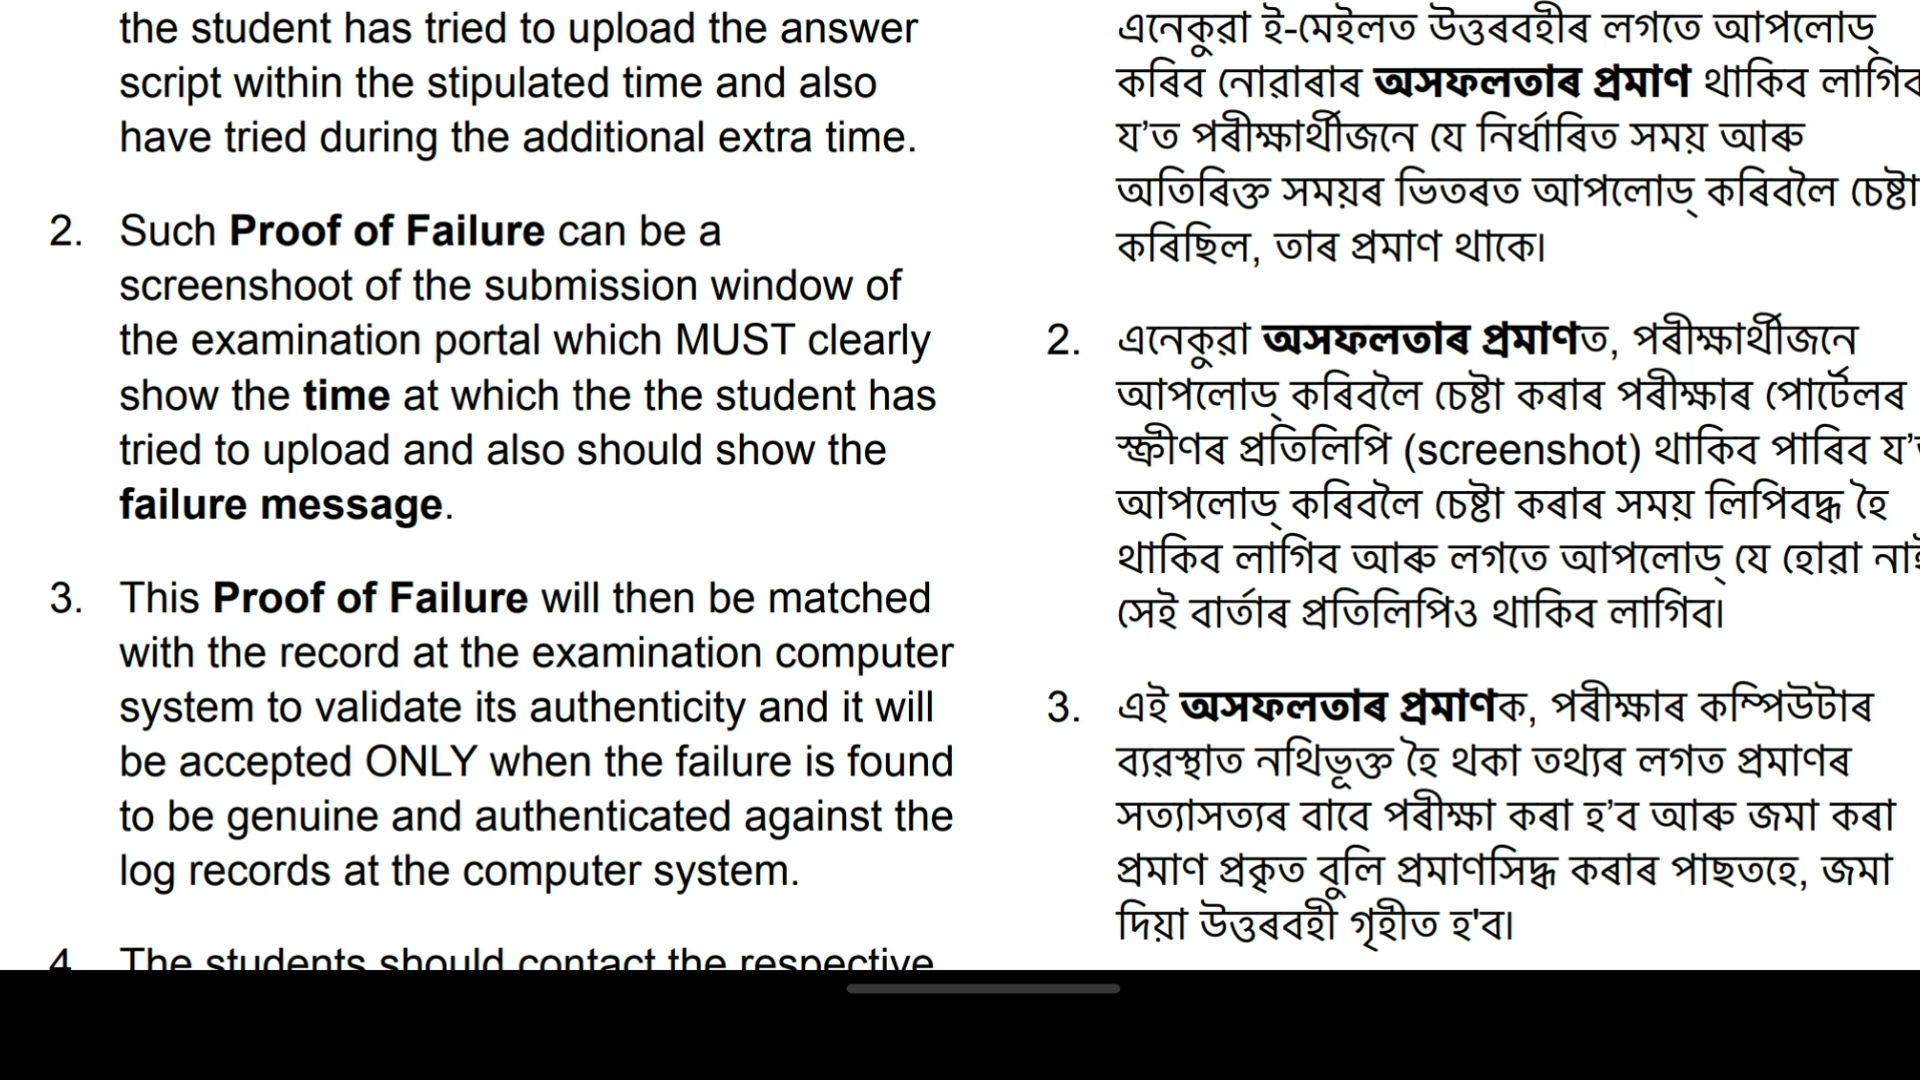 the student has tried to upload the answer
script within the stipulated time and also
have tried during the additional extra time.
2. Such Proof of Failure can be a
screenshoot of the submission window of
the examination portal which MUST clearly
show the time at which the the student has
tried to upload and also should show the
failure message.
3. This Proof of Failure will then be matched
with the record at the examination computer
system to validate its authenticity and it will
be accepted ONLY when the failure is found
to be genuine and authenticated against the
log records at the computer system.
4. The students should contact the respective
এনেকুৱা ই-মেইলত উত্তৰবহীৰ লগতে আপলোড্
কৰিব নোৱাৰাৰ অসফলতাৰ প্ৰমাণ থাকিব লাগিব
য’ত পৰীক্ষাৰ্থীজনে যে নিৰ্ধাৰিত সময় আৰু
অতিৰিক্ত সময়ৰ ভিতৰত আপলোড্ কৰিবলৈ চেষ্টা
কৰিছিল, তাৰ প্ৰমাণ থাকে।
2. এনেকুৱা অসফলতাৰ প্ৰমাণত, পৰীক্ষাৰ্থীজনে
আপলোড্ কৰিবলৈ চেষ্টা কৰাৰ পৰীক্ষাৰ পোৰ্টেলৰ
স্ক্ৰীণৰ প্ৰতিলিপি (screenshot) থাকিব পাৰিব য’ত
আপলোড্ কৰিবলৈ চেষ্টা কৰাৰ সময় লিপিবদ্ধ হৈ
থাকিব লাগিব আৰু লগতে আপলোড্ যে হোৱা নাই
সেই বাৰ্তাৰ প্ৰতিলিপিও থাকিব লাগিব।
3. এই অসফলতাৰ প্ৰমাণক, পৰীক্ষাৰ কম্পিউটাৰ
ব্যৱস্থাত নথিভূক্ত হৈ থকা তথ্যৰ লগত প্ৰমাণৰ
সত্যাসত্যৰ বাবে পৰীক্ষা কৰা হ’ব আৰু জমা কৰা
প্ৰমাণ প্ৰকৃত বুলি প্ৰমাণসিদ্ধ কৰাৰ পাছতহে, জমা
দিয়া উত্তৰবহী গৃহীত হ'ব।